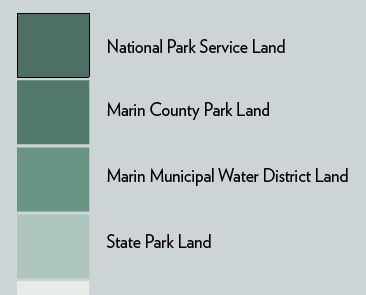 National Park Service Land
Marin County Park Land
Marin Municipal Water District Land
State Park Land